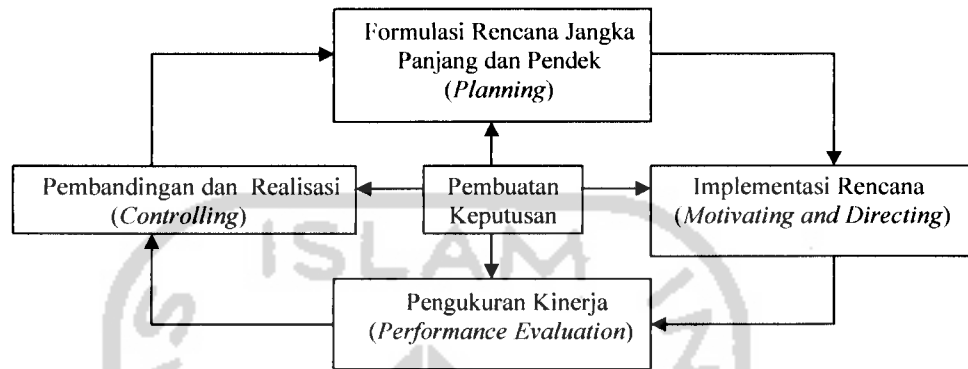 Formulasi Rencana Jangka
Panjang dan Pendek
(Planning)
Pembandingan dan Realisasi
(Controlling)
Pembuatan
Keputusan
Implementasi Rencana
(Motivating and Directing)
ISLAM
Pengukuran Kinerja
(Performance Evaluation)